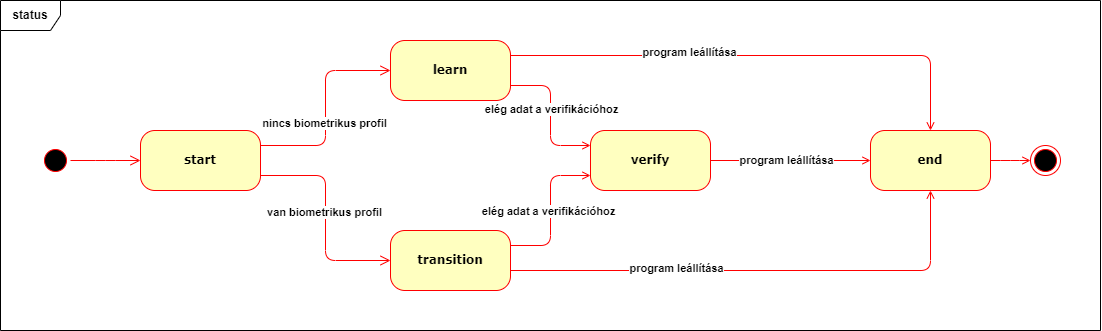 status
learn
program leállítása
elég adat a verifikációhoz
nincs biometrikus profil
start
verify
program leállítása
end
van biometrikus profil
elég adat a verifikációhoz
transition
program leállítása